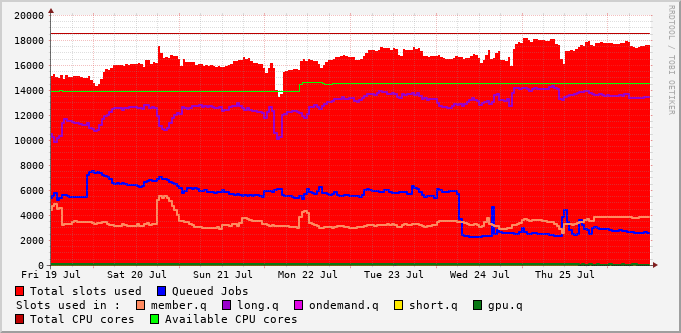 20000
18000
16000
14000
12000
10000
8000
6000
4000
2000
0
Fri 19 Jul Sat 20 Jul Sun 21 Jul Mon 22 Jul Tue 23 Jul Wed 24 Jul Thu 25 Jul
Total slots used Queued Jobs
Slots used in : member.q long.q ondemand.q short.q gpu.q
Total CPU cores Available CPU cores
RRDTOOL / TOBI OETIKER